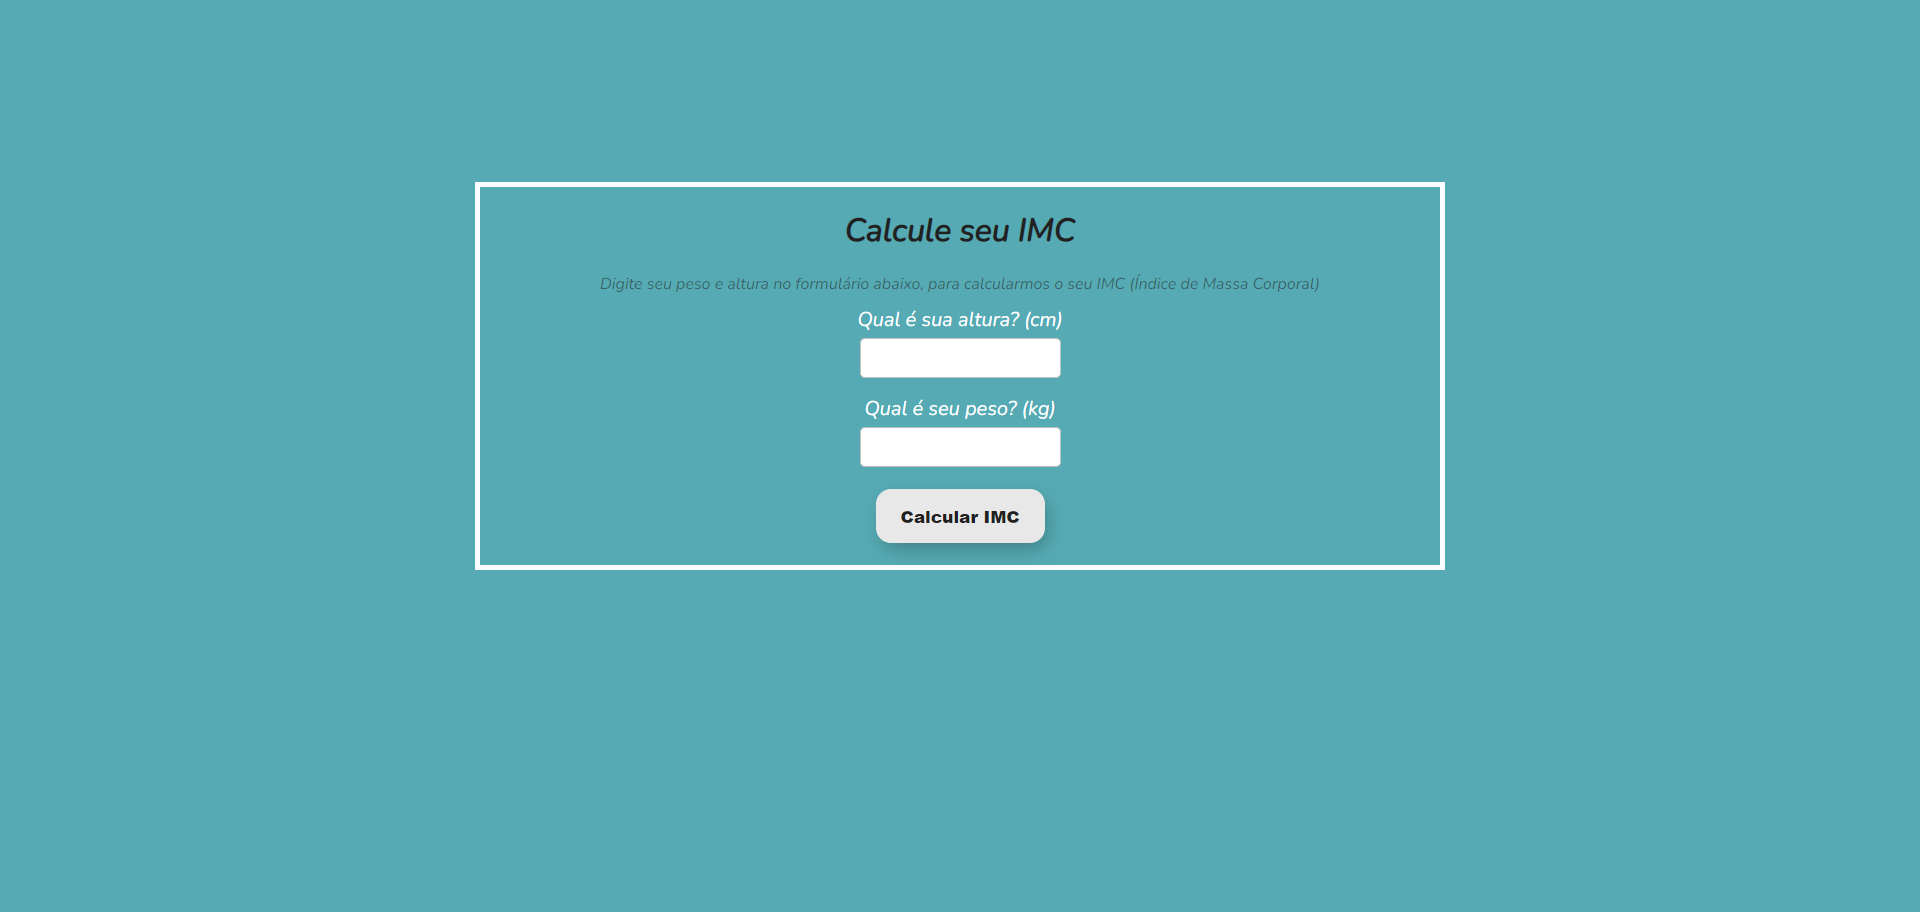 Calcule seu IMC
Digite seu peso e altura no formulário abaixo, para calcularmos o seu IMC (Índice de Massa Corporal)
Qual é sua altura? (cm)
Qual é seu peso? (kg)
Calcular IMC